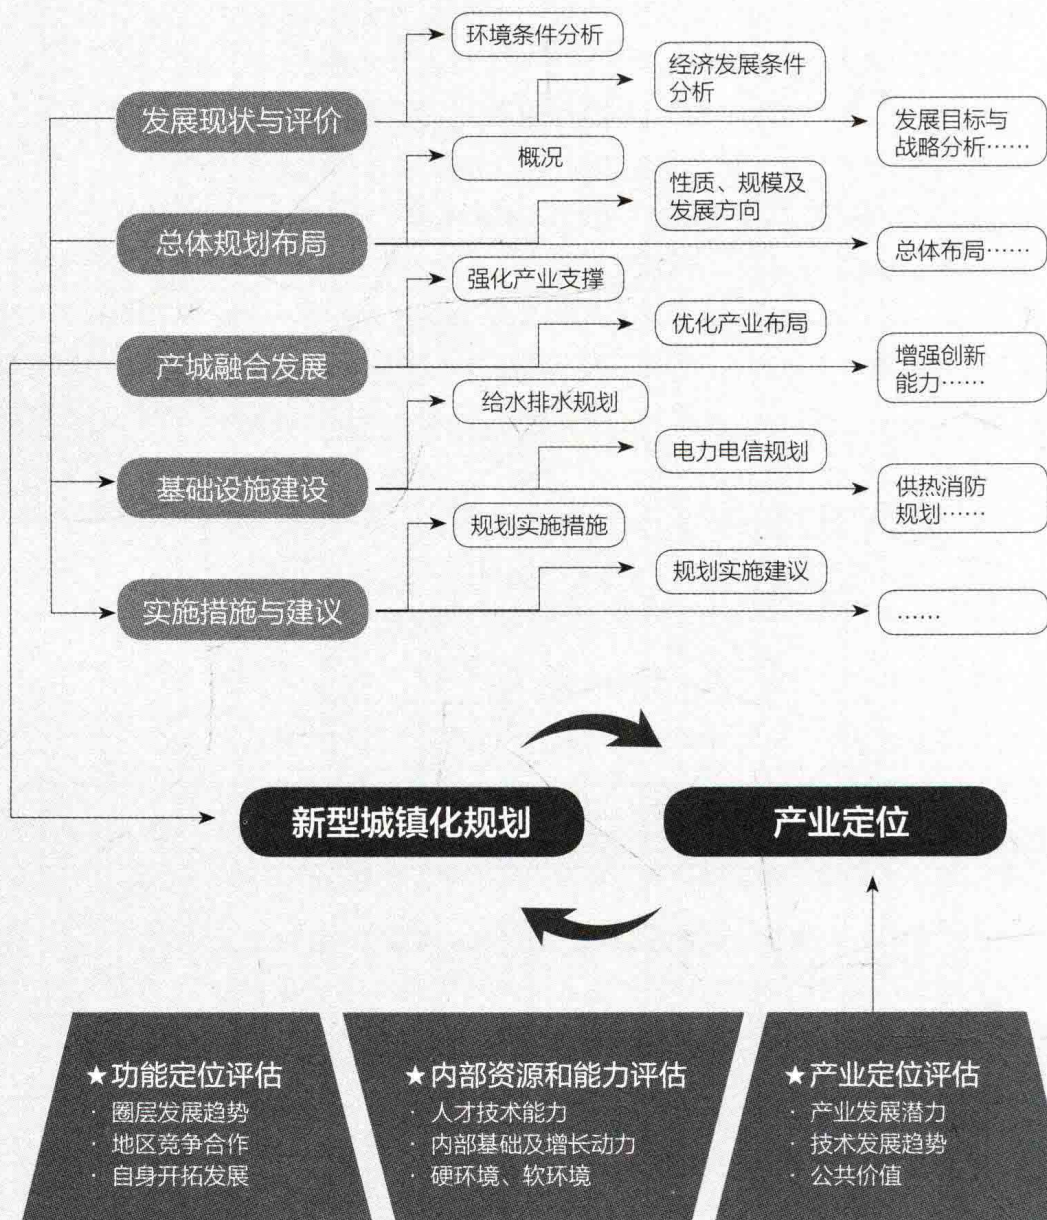 环境条件分析
经济发展条件
分析
发展现状与评价
发展目标与
战略分析……
概况
性质、规模及
发展方向
总体规划布局
总体布局……
强化产业支撑
优化产业布局
产城融合发展
增强创新
能力……
给水排水规划
电力电信规划
基础设施建设
供热消防
规划……
规划实施措施
规划实施建议
实施措施与建议
……
新型城镇化规划
产业定位
★功能定位评估
· 圈层发展趋势
· 地区竞争合作
· 自身开拓发展
★内部资源和能力评估
· 人才技术能力
· 内部基础及增长动力
· 硬环境、软环境
★产业定位评估
· 产业发展潜力
· 技术发展趋势
· 公共价值